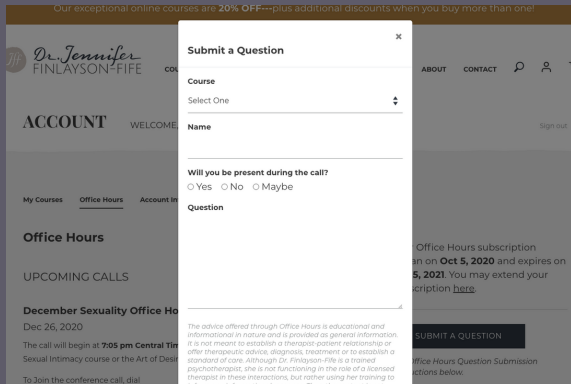 Our exceptional online courses are 20% OFF---plus additional discounts when you buy more than one!
Dr. Jennifer
FINLAYSON-FIFE
ABOUT
CONTACT
ACCOUNT
WELCOME,
Sign out
My Courses
Office Hours
Account In
Office Hours
UPCOMING CALLS
December Sexuality Office Ho
Dec 26, 2020
The call will begin at 7:05 pm Central Tim
Sexual Intimacy course or the Art of Desir
To Join the conference call, dial
×
Submit a Question
Course
Select One
Name
Will you be present during the call?
Yes No Maybe
Question
The advice offered through Office Hours is educational and
informational in nature and is provided as general information.
It is not meant to establish a therapist-patient relationship or
offer therapeutic advice, diagnosis, treatment or to establish a
standard of care. Although Dr. Finlayson-Fife is a trained
psychotherapist, she is not functioning in the role of a licensed
therapist in these interactions, but rather using her training to
Office Hours subscription
an on Oct 5, 2020 and expires on
5, 2021. You may extend your
scription here.
SUBMIT A QUESTION
Office Hours Question Submission
uctions below.